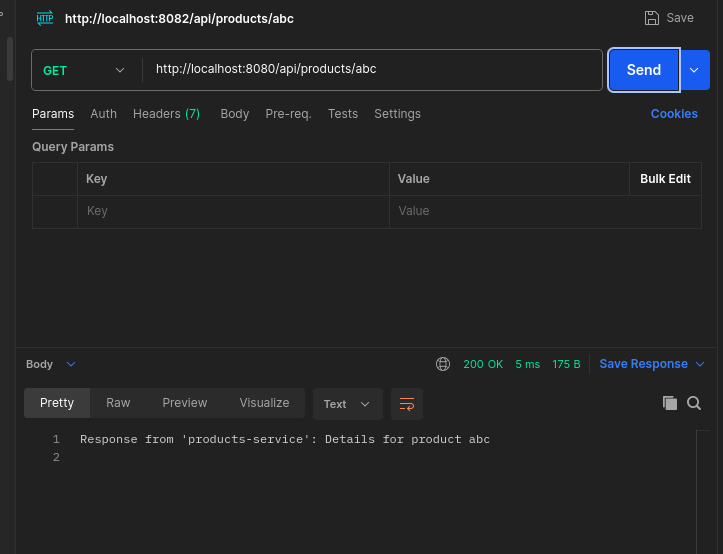 HTTP http://localhost:8082/api/products/abc Save
GET http://localhost:8080/api/products/abc Send
Params Auth Headers (7) Body Pre-req. Tests Settings Cookies
Query Params
Key Value Bulk Edit
Key Value
Body 200 OK 5 ms 175 B Save Response
Pretty Raw Preview Visualize Text
1 Response from 'products-service': Details for product abc
2